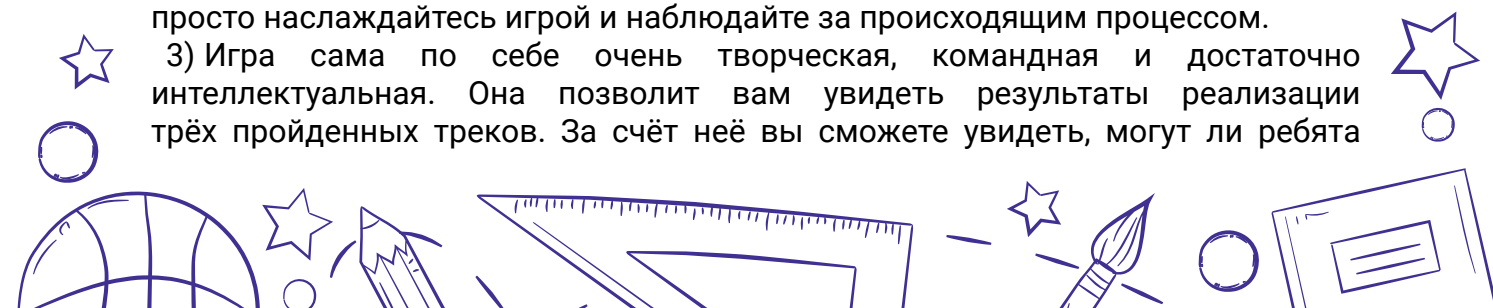 просто наслаждайтесь игрой и наблюдайте за происходящим процессом.
3) Игра сама по себе очень творческая, командная и достаточно
интеллектуальная. Она позволит вам увидеть результаты реализации
трёх пройденных треков. За счёт неё вы сможете увидеть, могут ли ребята